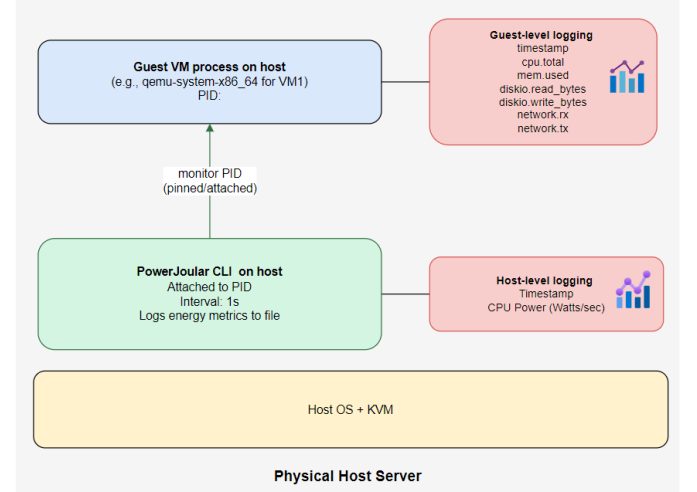 Guest VM process on host
(e.g., qemu-system-x86_64 for VM1)
PID:
Guest-level logging
timestamp
cpu.total
mem.used
diskio.read_bytes
diskio.write_bytes
network.rx
network.tx
monitor PID
(pinned/attached)
PowerJoular CLI on host
Attached to PID
Interval: 1s
Logs energy metrics to file
Host-level logging
Timestamp
CPU Power (Watts/sec)
Host OS + KVM
Physical Host Server